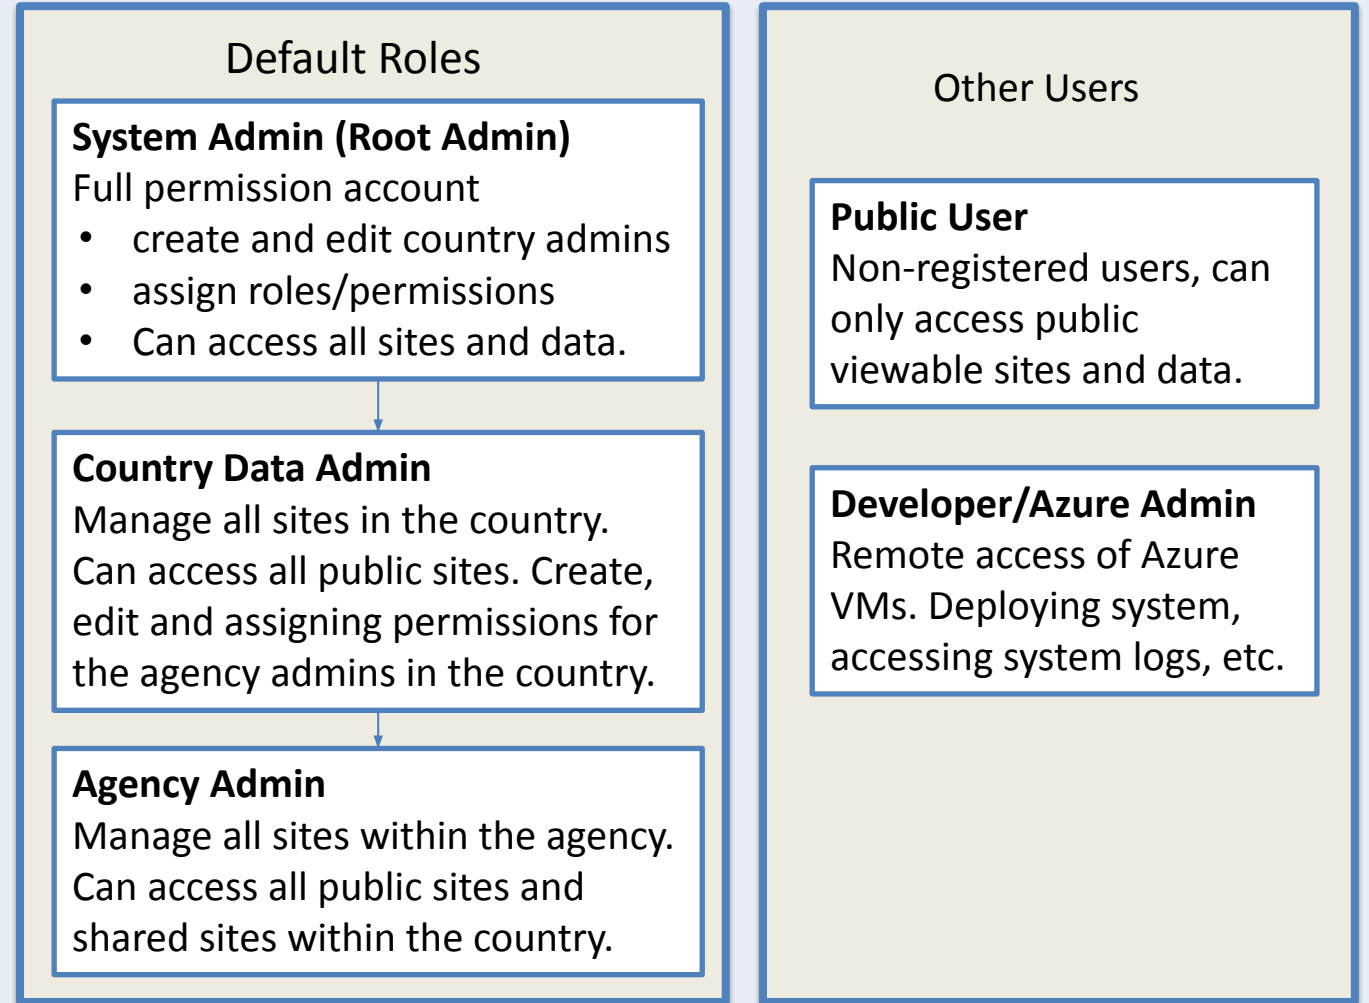 Default Roles
System Admin (Root Admin)
Full permission account
• create and edit country admins
• assign roles/permissions
• Can access all sites and data.
Country Data Admin
Manage all sites in the country.
Can access all public sites. Create,
edit and assigning permissions for
the agency admins in the country.
Agency Admin
Manage all sites within the agency.
Can access all public sites and
shared sites within the country.
Other Users
Public User
Non-registered users, can
only access public
viewable sites and data.
Developer/Azure Admin
Remote access of Azure
VMs. Deploying system,
accessing system logs, etc.